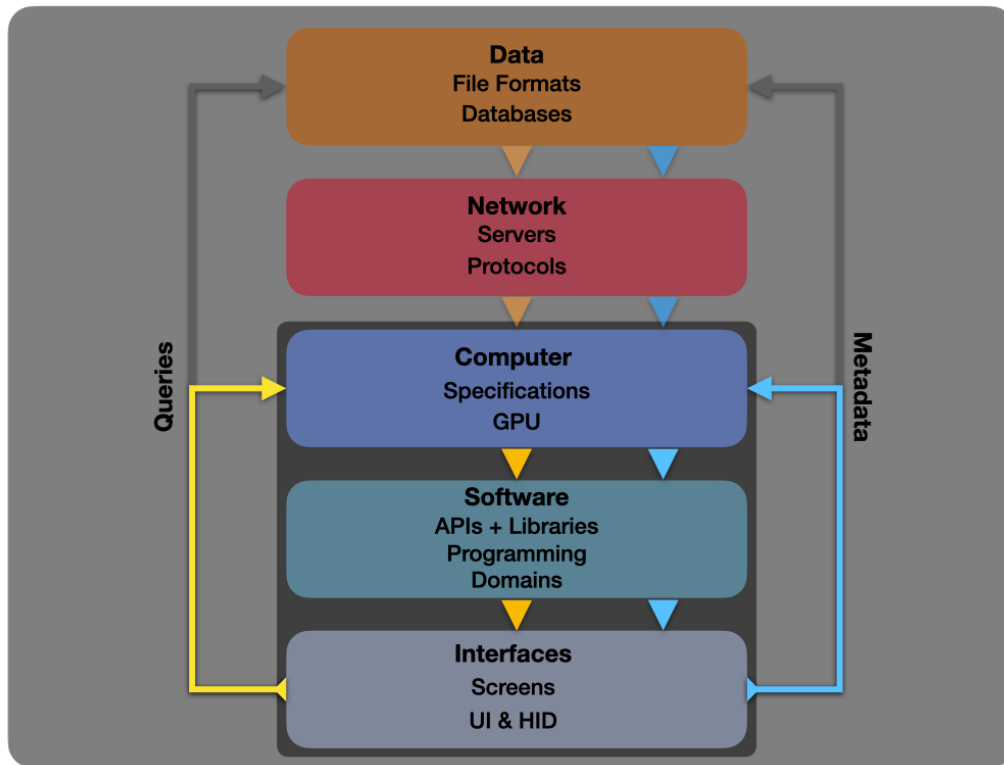 Data
File Formats
Databases
Network
Servers
Protocols
Queries
Metadata
Computer
Specifications
GPU
Software
APIs + Libraries
Programming
Domains
Interfaces
Screens
UI & HID